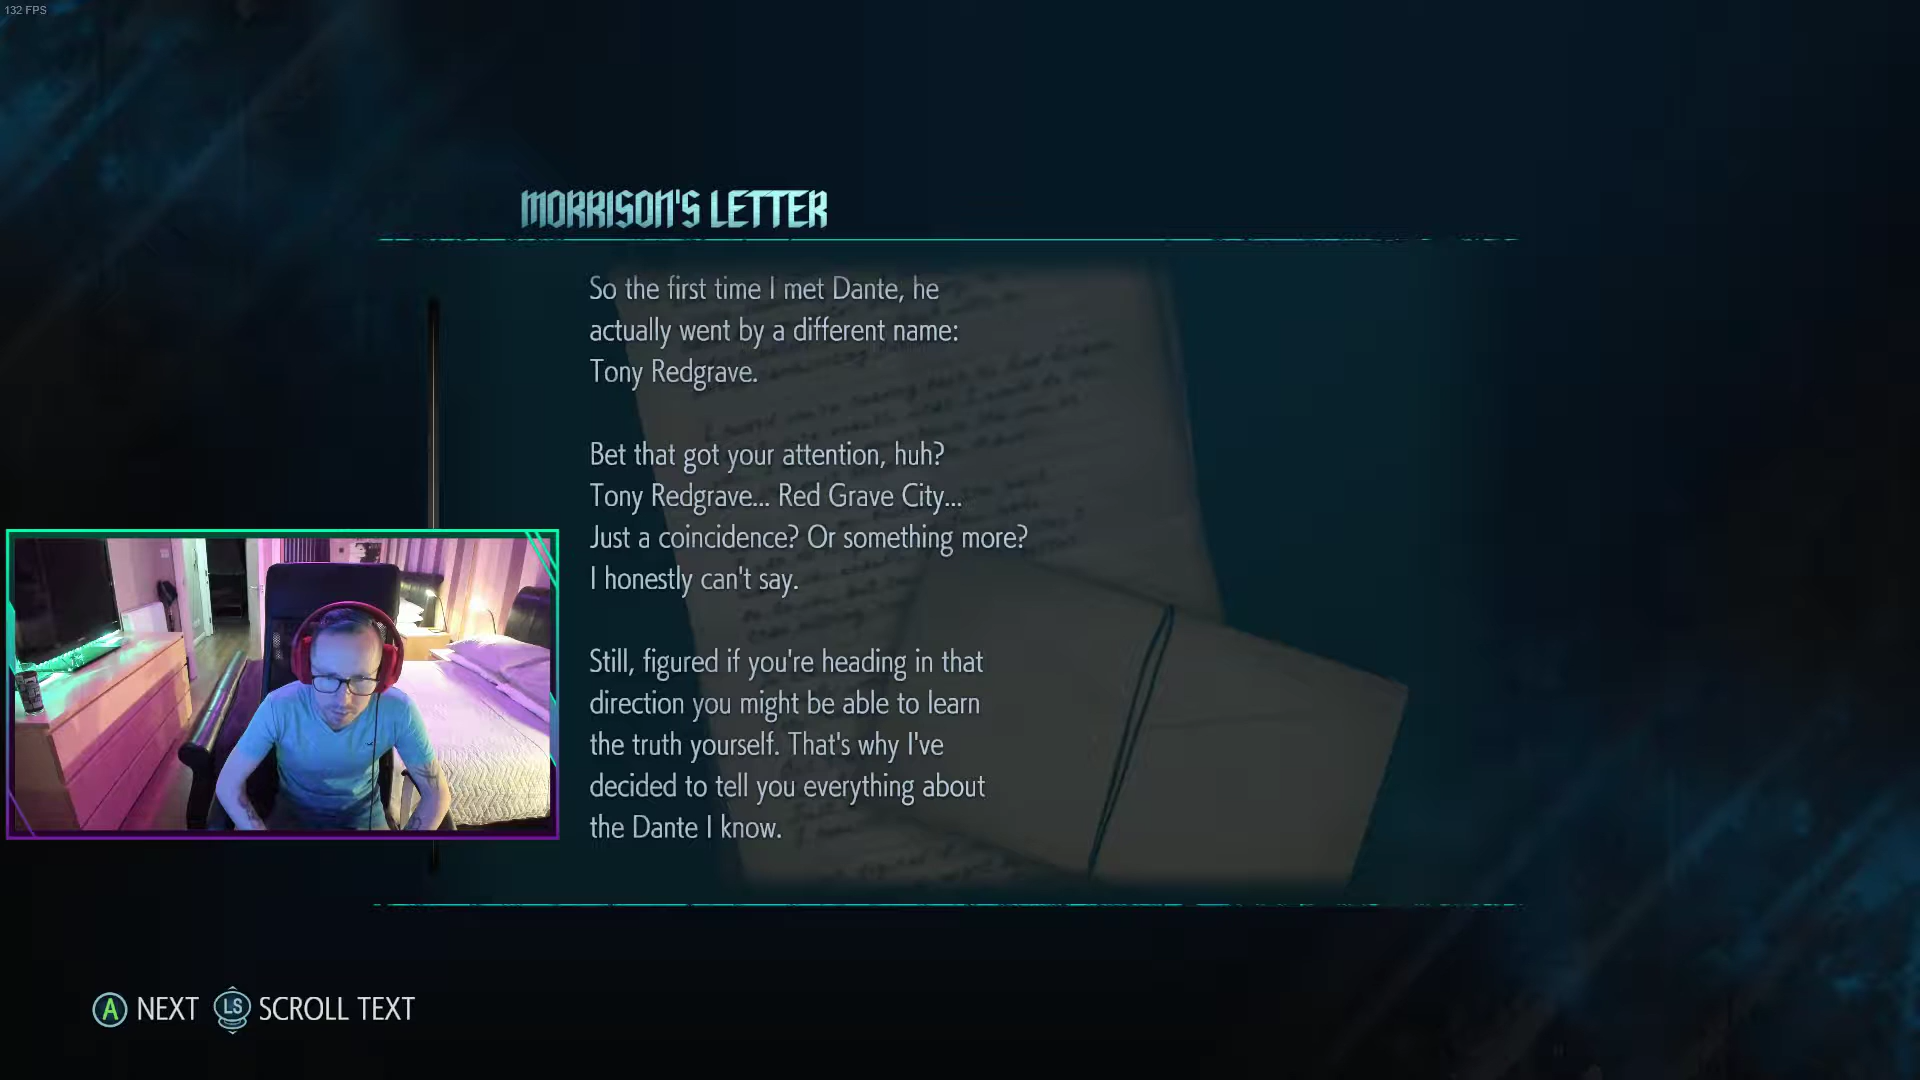 132 FPS
MORRISON'S LETTER
So the first time I met Dante, he
actually went by a different name:
Tony Redgrave.
Bet that got your attention, huh?
Tony Redgrave... Red Grave City...
Just a coincidence? Or something more?
I honestly can't say.
Still, figured if you're heading in that
direction you might be able to learn
the truth yourself. That's why I've
decided to tell you everything about
the Dante I know.
A NEXT LS SCROLL TEXT